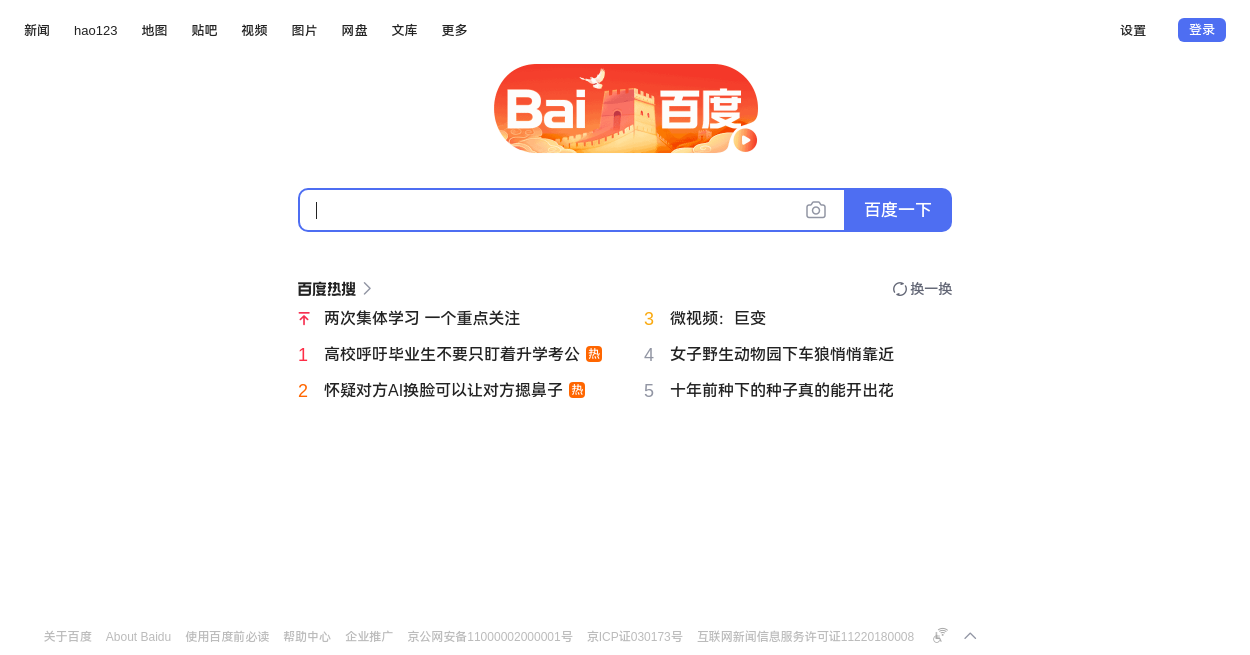 新闻 hao123 地图 贴吧 视频 图片 网盘 文库 更多 设置 登录
Bai 百度
百度一下
百度热搜 换一换
两次集体学习 一个重点关注
3 微视频：巨变
1 高校呼吁毕业生不要只盯着升学考公 热
4 女子野生动物园下车狼悄悄靠近
2 怀疑对方AI换脸可以让对方摁鼻子 热
5 十年前种下的种子真的能开出花
关于百度 About Baidu 使用百度前必读 帮助中心 企业推广 京公网安备11000002000001号 京ICP证030173号 互联网新闻信息服务许可证11220180008